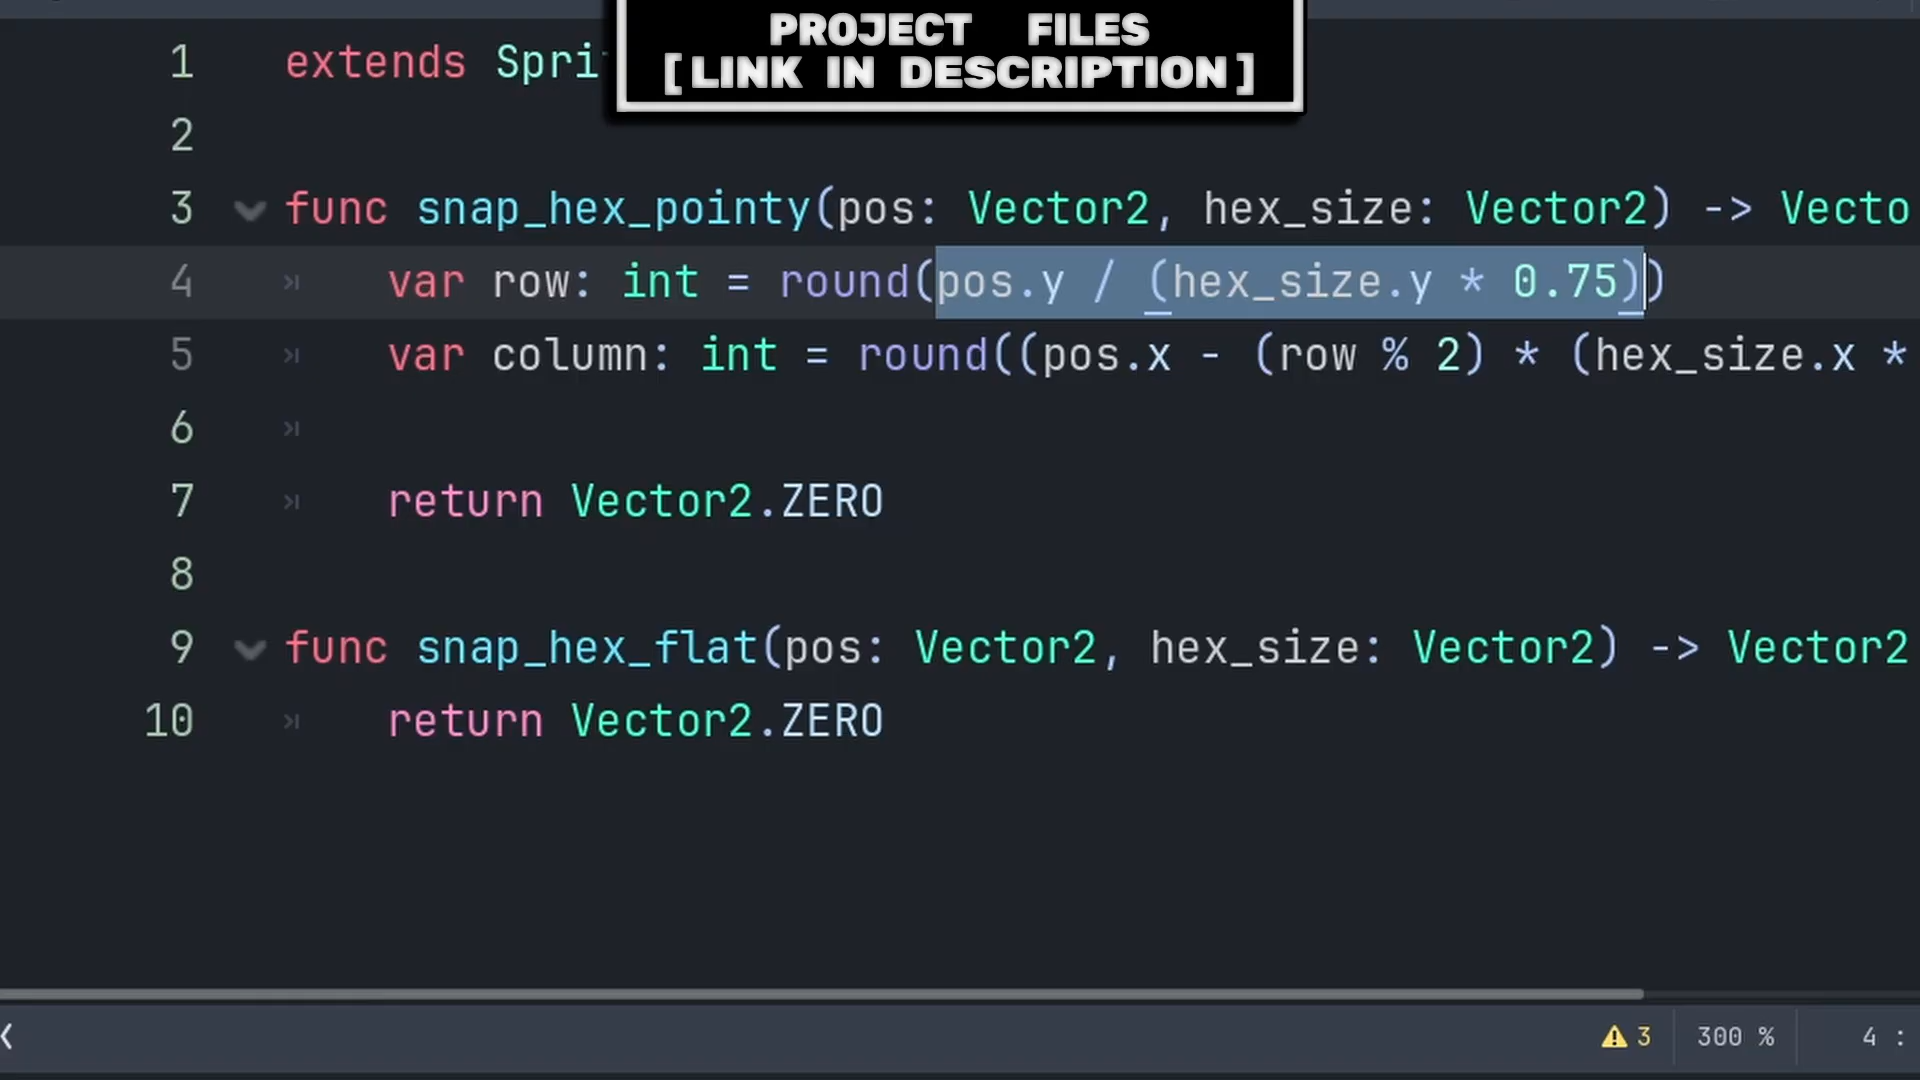 PROJECT FILES
[LINK IN DESCRIPTION]
1 extends Spri
2
3 func snap_hex_pointy(pos: Vector2, hex_size: Vector2) -> Vecto
4 var row: int = round(pos.y / (hex_size.y * 0.75))
5 var column: int = round((pos.x - (row % 2) * (hex_size.x *
6
7 return Vector2.ZERO
8
9 func snap_hex_flat(pos: Vector2, hex_size: Vector2) -> Vector2
10 return Vector2.ZERO
3 300 % 4 :